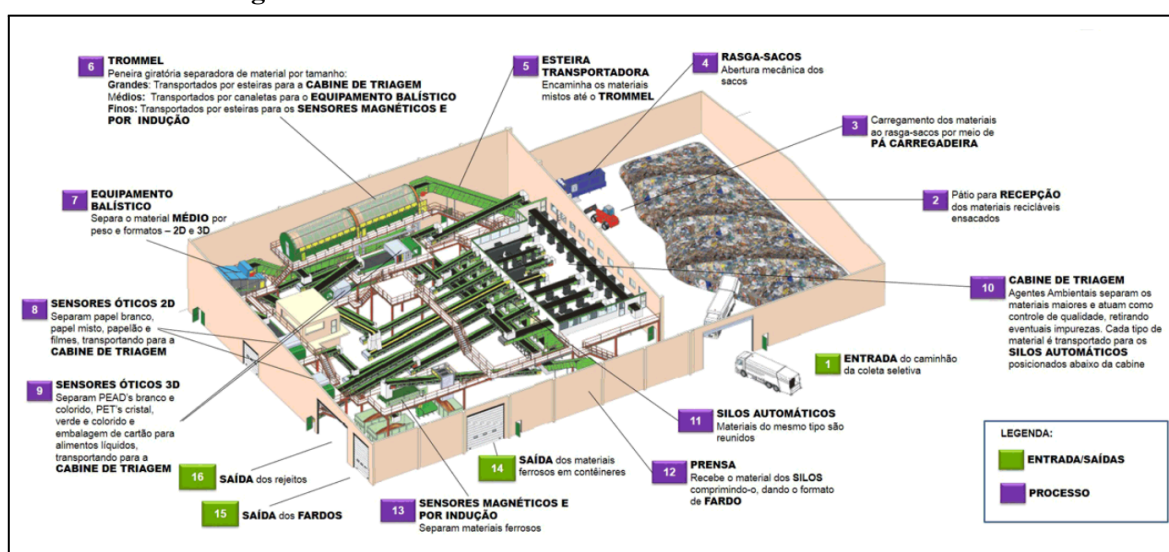 6 TROMMEL
Peneira giratória separadora de material por tamanho:
Grandes: Transportados por esteiras para a CABINE DE TRIAGEM
Médios: Transportados por canaletas para o EQUIPAMENTO BALÍSTICO
Finos: Transportados por esteiras para os SENSORES MAGNÉTICOS E
POR INDUÇÃO
5 ESTEIRA
TRANSPORTADORA
Encaminha os materiais
mistos até o TROMMEL
4 RASGA-SACOS
Abertura mecânica dos
sacos
3 Carregamento dos materiais
ao rasga-sacos por meio de
PÁ CARREGADEIRA
2 Pátio para RECEPÇÃO
dos materiais recicláveis
ensacados
7 EQUIPAMENTO
BALÍSTICO
Separa o material MÉDIO por
peso e formatos – 2D e 3D
8 SENSORES ÓTICOS 2D
Separam papel branco,
papel misto, papelão e
filmes, transportando para a
CABINE DE TRIAGEM
9 SENSORES ÓTICOS 3D
Separam PEAD's branco e
colorido, PET's cristal,
verde e colorido e
embalagem de cartão para
alimentos líquidos,
transportando para a
CABINE DE TRIAGEM
10 CABINE DE TRIAGEM
Agentes Ambientais separam os
materiais maiores e atuam como
controle de qualidade, retirando
eventuais impurezas. Cada tipo de
material é transportado para os
SILOS AUTOMÁTICOS
posicionados abaixo da cabine
1 ENTRADA do caminhão
da coleta seletiva
11 SILOS AUTOMÁTICOS
Materiais do mesmo tipo são
reunidos
12 PRENSA
Recebe o material dos SILOS
comprimindo-o, dando o formato
de FARDO
14 SAÍDA dos materiais
ferrosos em contêineres
16 SAÍDA dos rejeitos
15 SAÍDA dos FARDOS
13 SENSORES MAGNÉTICOS E
POR INDUÇÃO
Separam materiais ferrosos
LEGENDA:
ENTRADA/SAÍDAS
PROCESSO